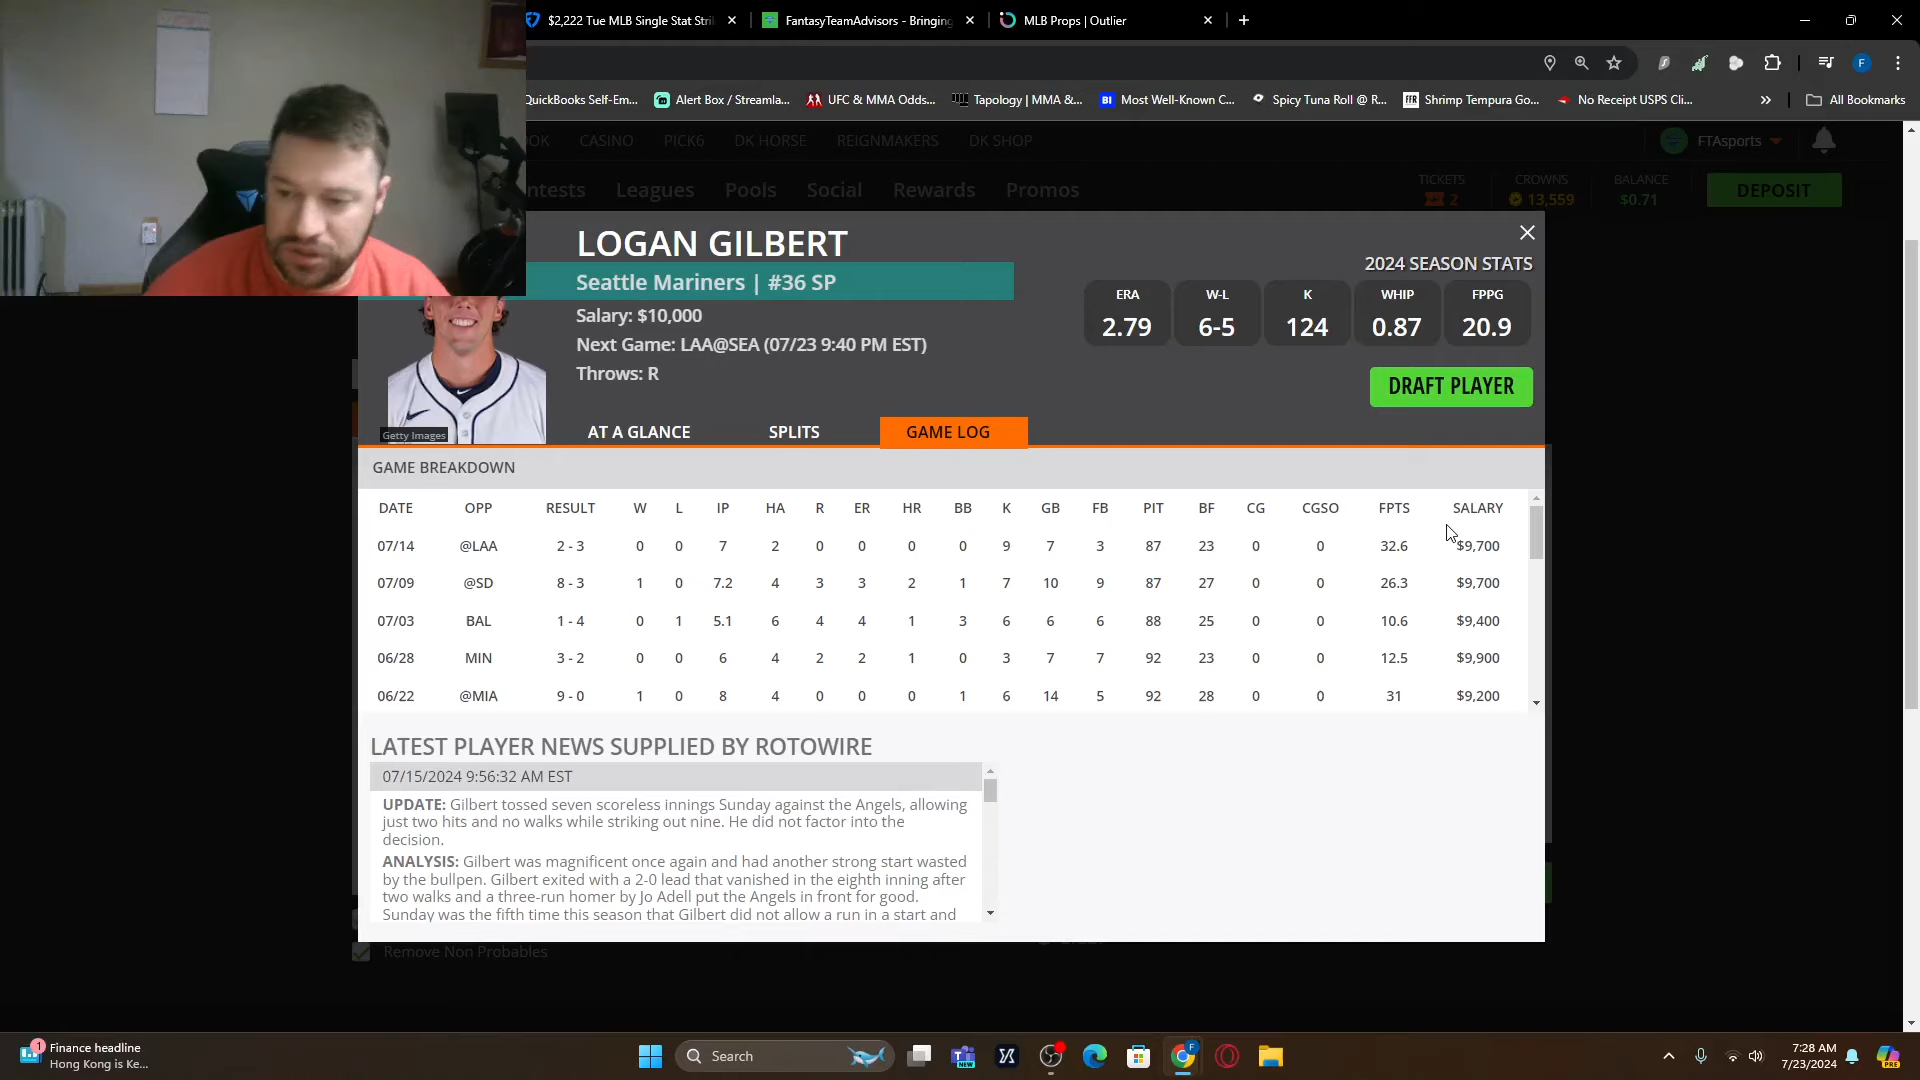 $2,222 Tue MLB Single Stat Stri
FantasyTeamAdvisors - Bringing
MLB Props | Outlier
QuickBooks Self-Em...
Alert Box / Streamla...
UFC & MMA Odds...
Tapology | MMA &...
BI Most Well-Known C...
Spicy Tuna Roll @ R...
FFR Shrimp Tempura Go...
No Receipt USPS Cli...
»
All Bookmarks
OK CASINO PICK6 DK HORSE REIGNMAKERS DK SHOP
FTAsports
ntests Leagues Pools Social Rewards Promos
TICKETS CROWNS BALANCE
2 13,559 $0.71
DEPOSIT
LOGAN GILBERT
Seattle Mariners | #36 SP
Salary: $10,000
Next Game: LAA@SEA (07/23 9:40 PM EST)
Throws: R
Getty Images
2024 SEASON STATS
ERA W-L K WHIP FPPG
2.79 6-5 124 0.87 20.9
DRAFT PLAYER
AT A GLANCE SPLITS GAME LOG
GAME BREAKDOWN
DATE OPP RESULT W L IP HA R ER HR BB K GB FB PIT BF CG CGSO FPTS SALARY
07/14 @LAA 2 - 3 0 0 7 2 0 0 0 0 9 7 3 87 23 0 0 32.6 $9,700
07/09 @SD 8 - 3 1 0 7.2 4 3 3 2 1 7 10 9 87 27 0 0 26.3 $9,700
07/03 BAL 1 - 4 0 1 5.1 6 4 4 1 3 6 6 6 88 25 0 0 10.6 $9,400
06/28 MIN 3 - 2 0 0 6 4 2 2 1 0 3 7 7 92 23 0 0 12.5 $9,900
06/22 @MIA 9 - 0 1 0 8 4 0 0 0 1 6 14 5 92 28 0 0 31 $9,200
LATEST PLAYER NEWS SUPPLIED BY ROTOWIRE
07/15/2024 9:56:32 AM EST
UPDATE: Gilbert tossed seven scoreless innings Sunday against the Angels, allowing
just two hits and no walks while striking out nine. He did not factor into the
decision.
ANALYSIS: Gilbert was magnificent once again and had another strong start wasted
by the bullpen. Gilbert exited with a 2-0 lead that vanished in the eighth inning after
two walks and a three-run homer by Jo Adell put the Angels in front for good.
Sunday was the fifth time this season that Gilbert did not allow a run in a start and
Remove Non Probables
1
Finance headline
Hong Kong is Ke...
Search
NEW
F
7:28 AM
7/23/2024
PRE